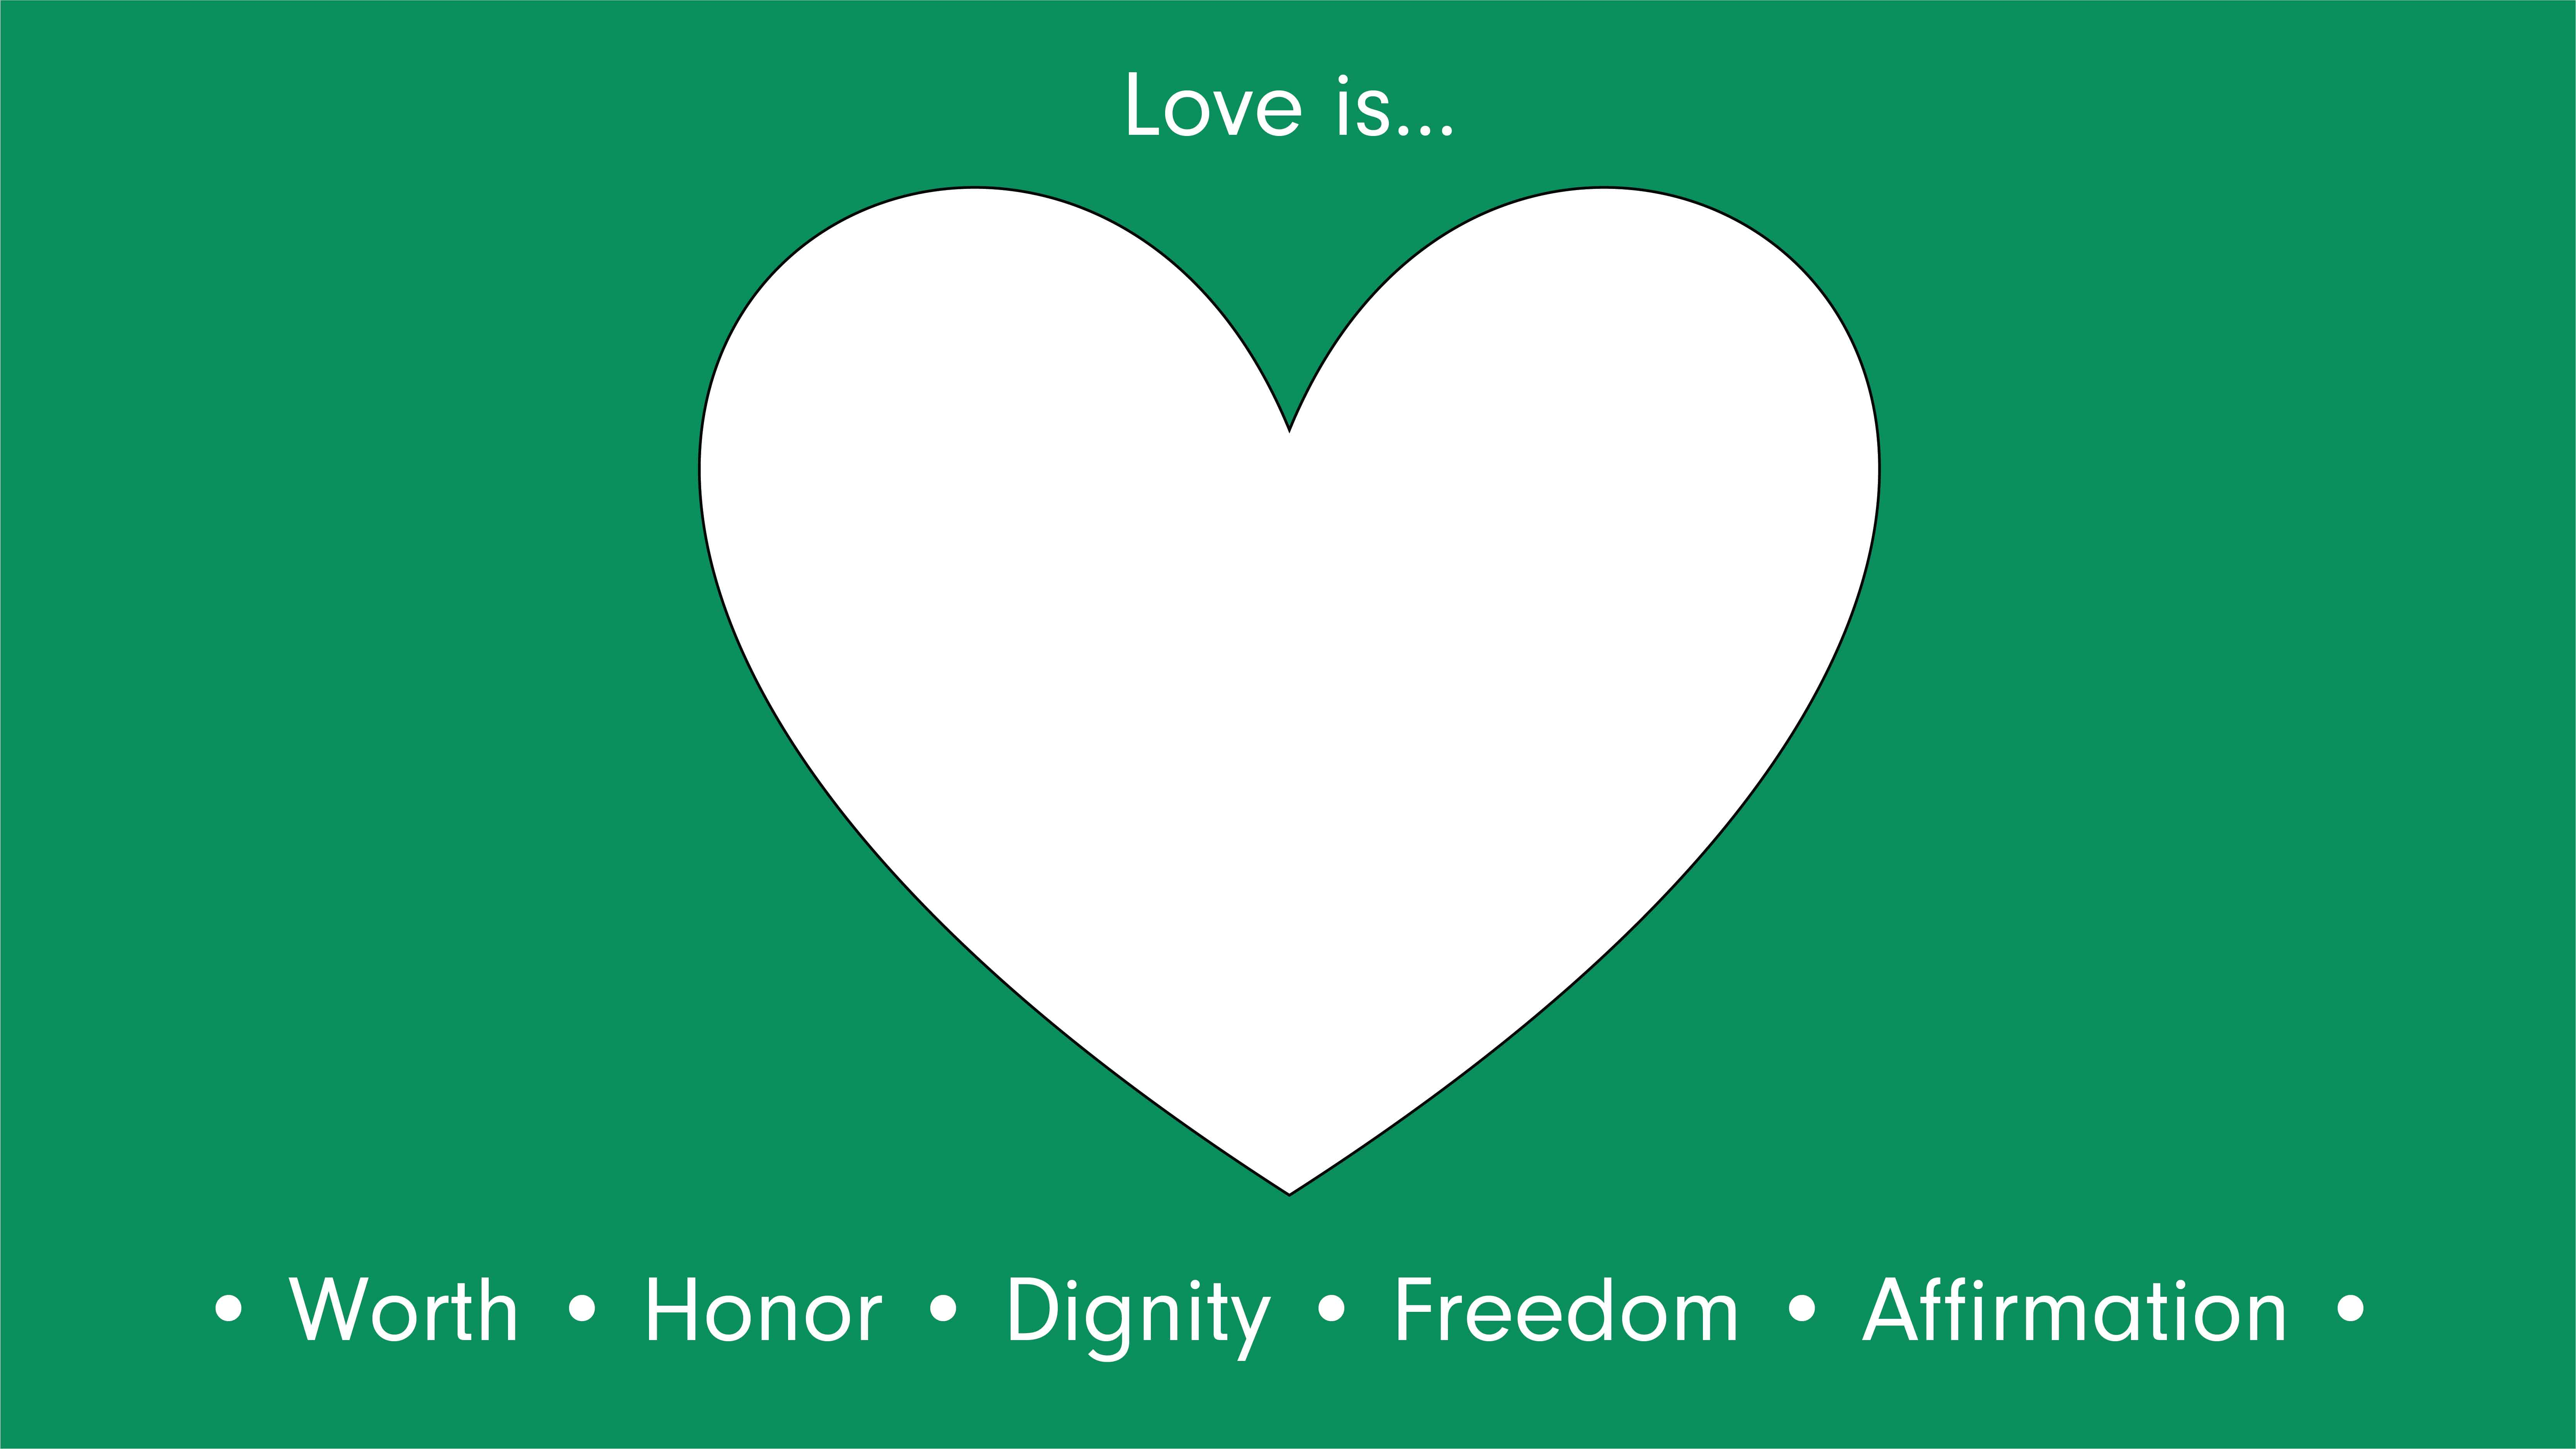 Love is...
• Worth • Honor • Dignity • Freedom • Affirmation •